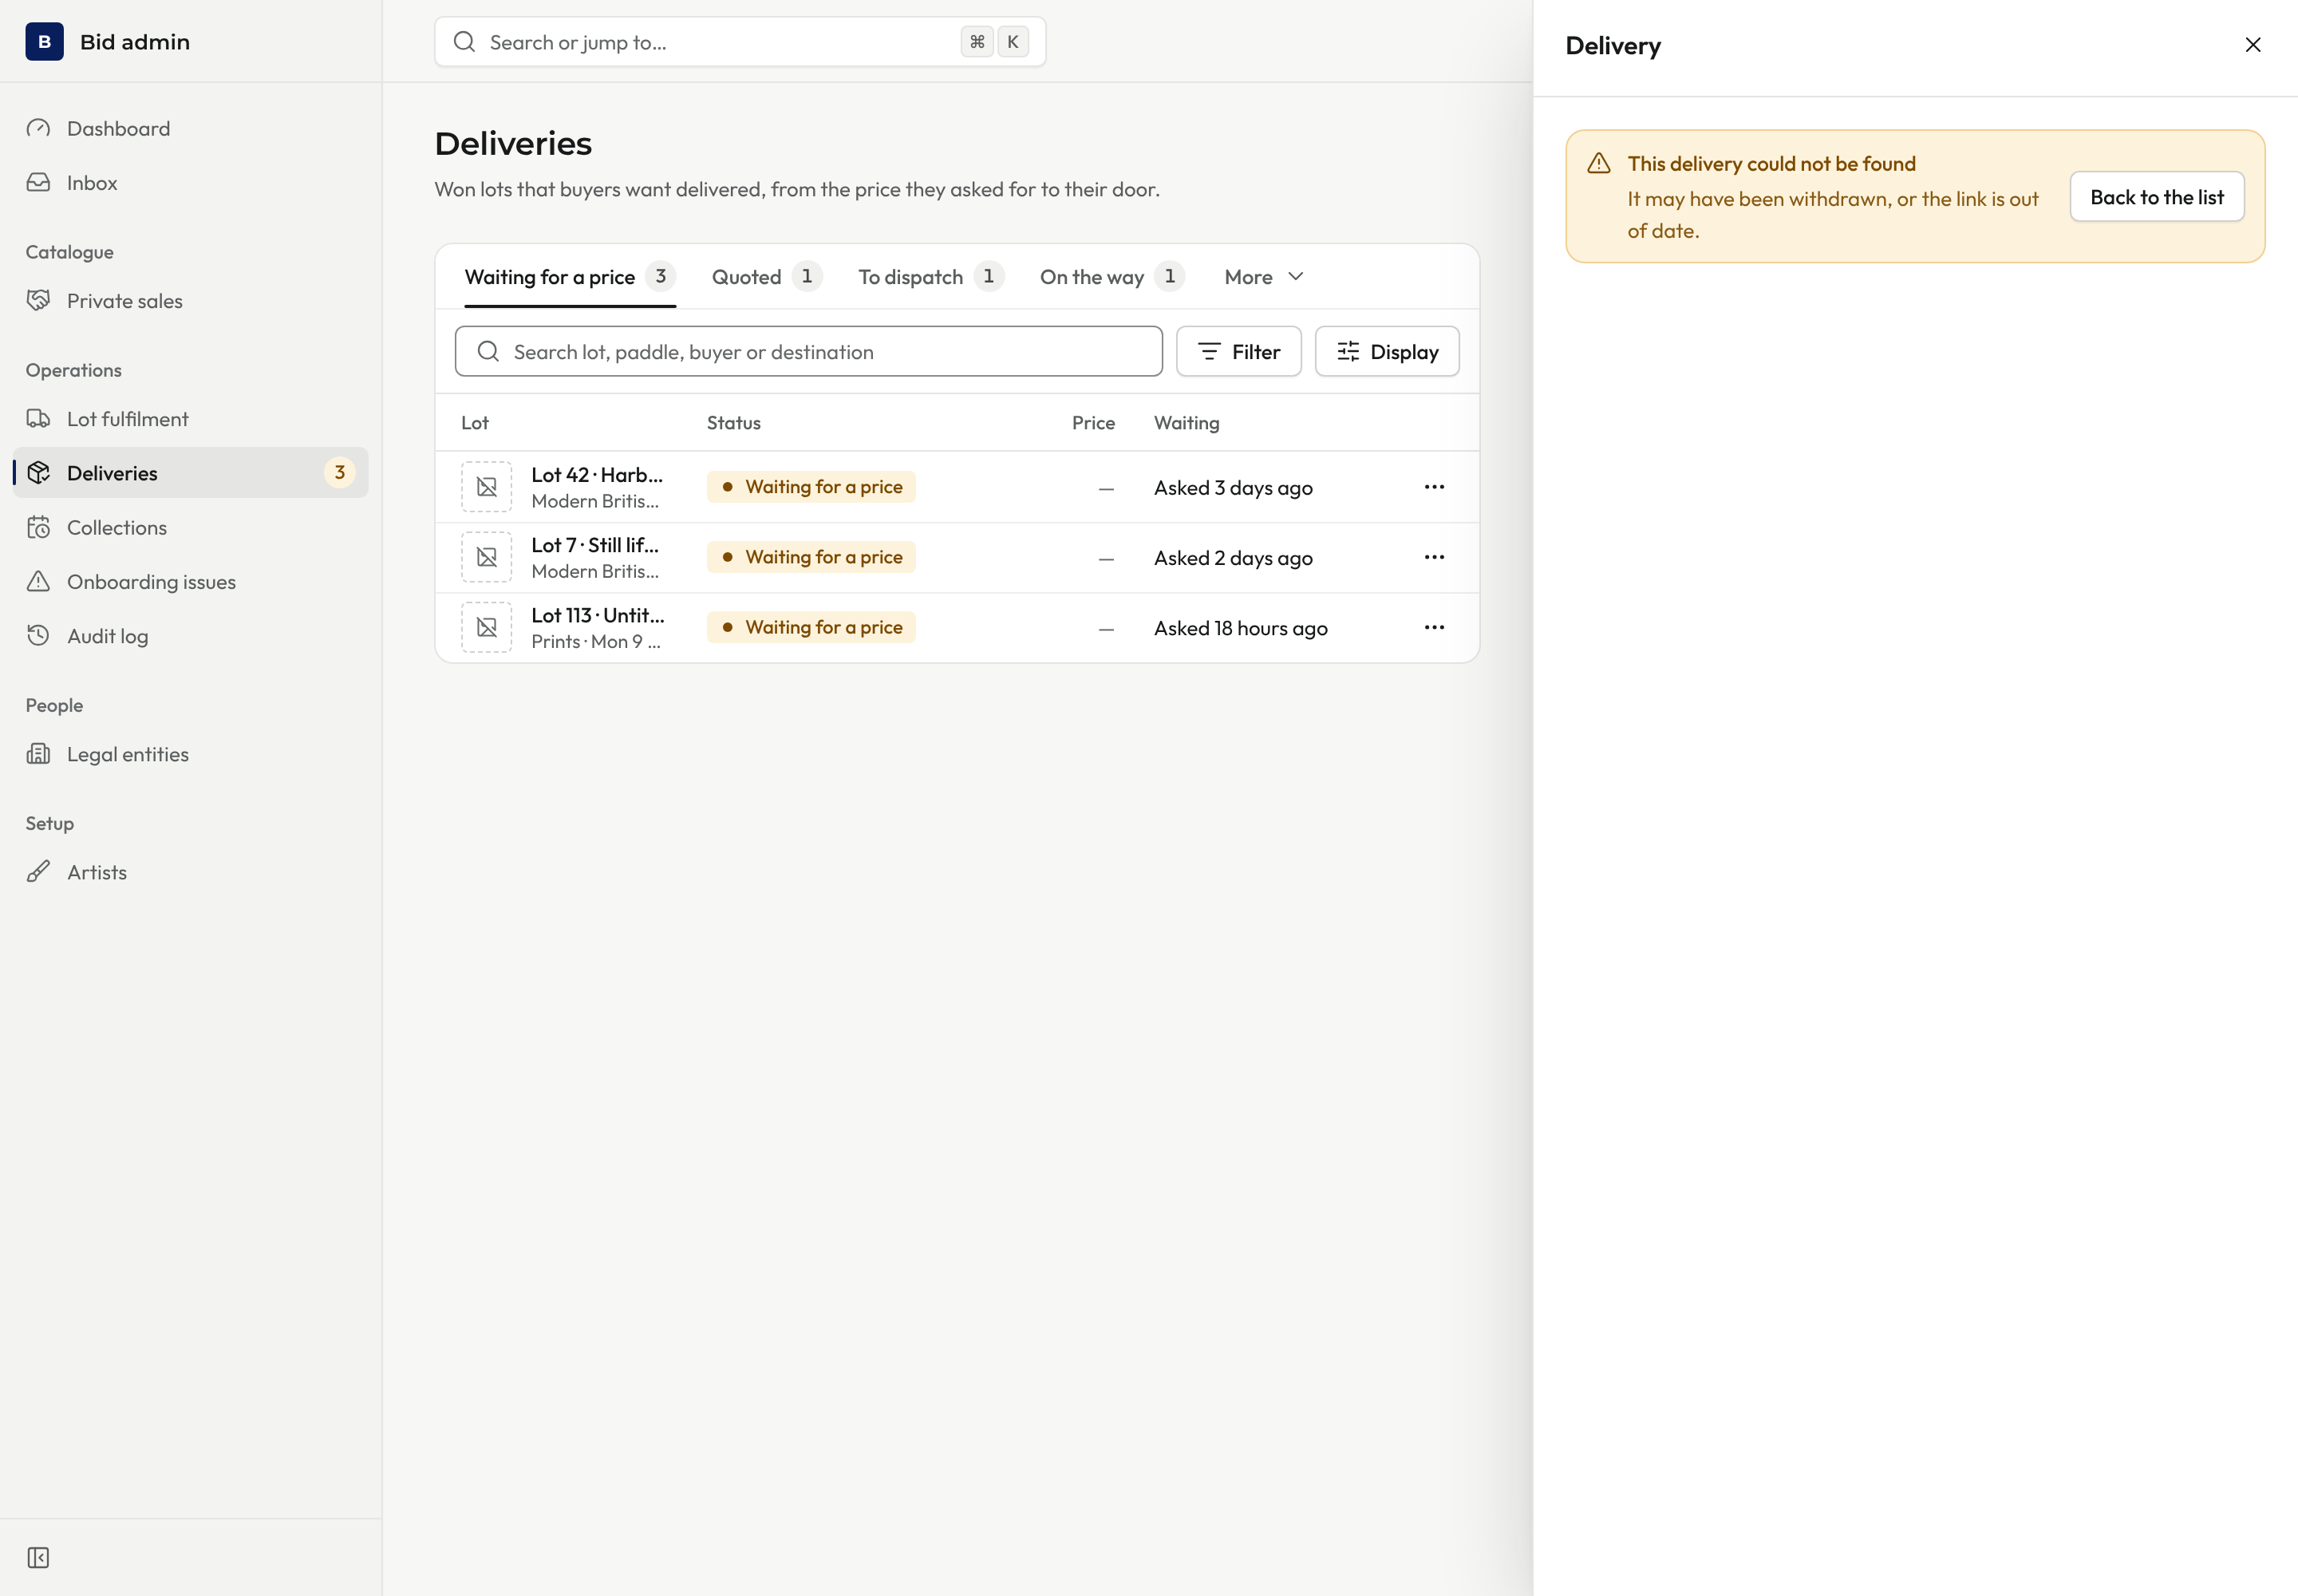 B
Bid admin
Search or jump to...
⌘ K
Delivery
Dashboard
Inbox
Catalogue
Private sales
Operations
Lot fulfilment
Deliveries 3
Collections
Onboarding issues
Audit log
People
Legal entities
Setup
Artists
Deliveries
Won lots that buyers want delivered, from the price they asked for to their door.
Waiting for a price 3 Quoted 1 To dispatch 1 On the way 1 More
Search lot, paddle, buyer or destination
Filter
Display
Lot Status Price Waiting
Lot 42 · Harb...
Modern Britis...
Waiting for a price
—
Asked 3 days ago
Lot 7 · Still lif...
Modern Britis...
Waiting for a price
—
Asked 2 days ago
Lot 113 · Untit...
Prints · Mon 9 ...
Waiting for a price
—
Asked 18 hours ago
This delivery could not be found
It may have been withdrawn, or the link is out
of date.
Back to the list